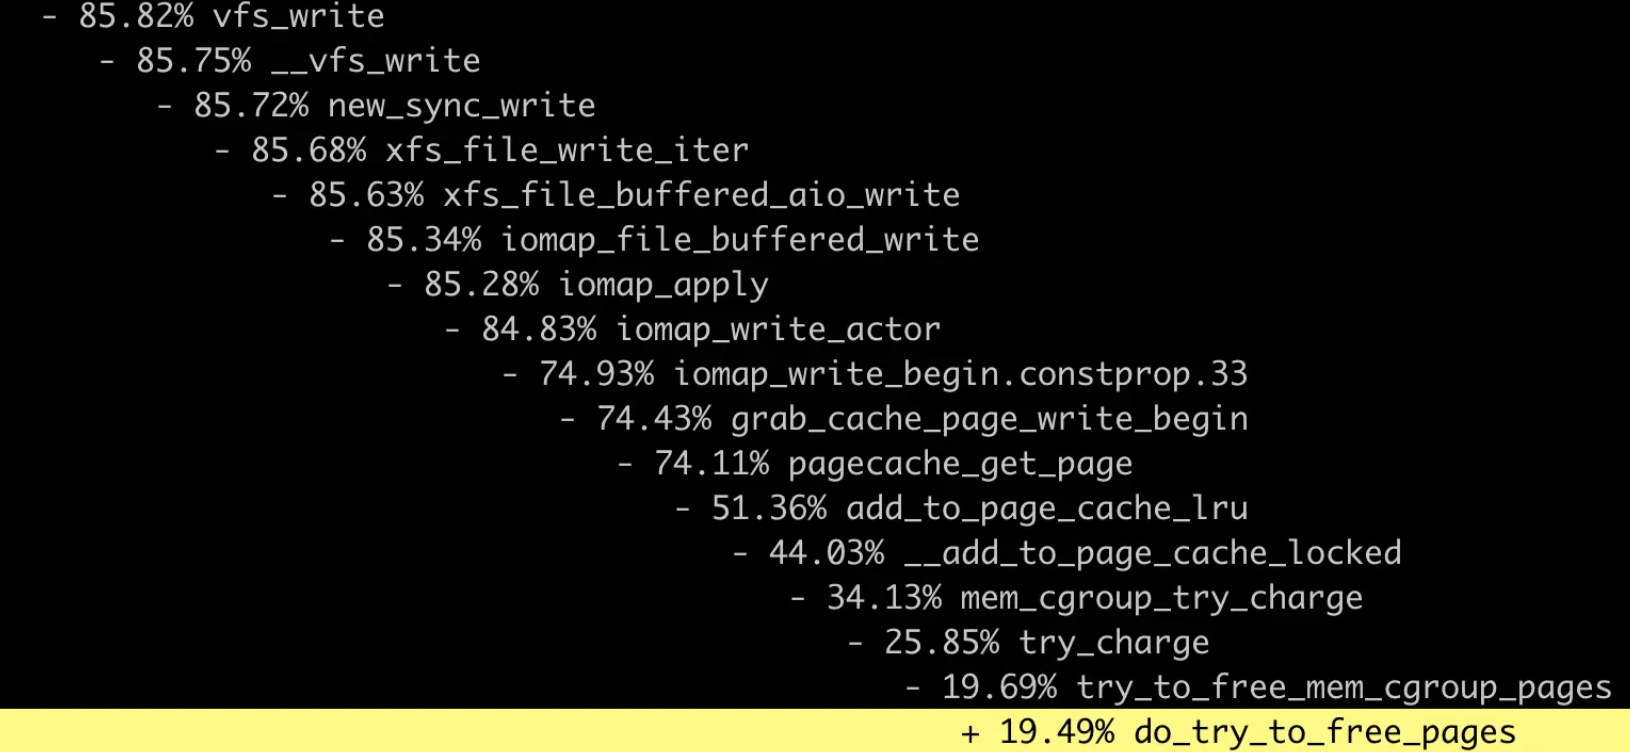 - 85.82% vfs_write
- 85.75% __vfs_write
- 85.72% new_sync_write
- 85.68% xfs_file_write_iter
- 85.63% xfs_file_buffered_aio_write
- 85.34% iomap_file_buffered_write
- 85.28% iomap_apply
- 84.83% iomap_write_actor
- 74.93% iomap_write_begin.constprop.33
- 74.43% grab_cache_page_write_begin
- 74.11% pagecache_get_page
- 51.36% add_to_page_cache_lru
- 44.03% __add_to_page_cache_locked
- 34.13% mem_cgroup_try_charge
- 25.85% try_charge
- 19.69% try_to_free_mem_cgroup_pages
+ 19.49% do_try_to_free_pages